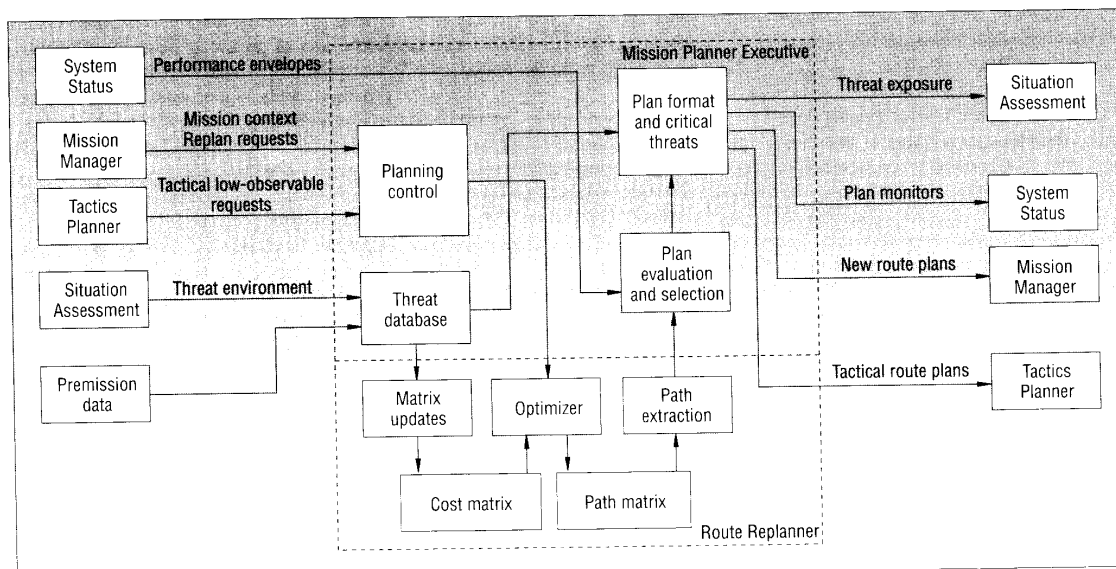 Mission Planner Executive
System
Status
Performance envelopes
Mission
Manager
Mission context
Replan requests
Tactics
Planner
Tactical low-observable
requests
Situation
Assessment
Threat environment
Premission
data
Planning
control
Threat
database
Plan format
and critical
threats
Plan
evaluation
and selection
Threat exposure
Situation
Assessment
Plan monitors
System
Status
New route plans
Mission
Manager
Tactical route plans
Tactics
Planner
Matrix
updates
Optimizer
Path
extraction
Cost matrix
Path matrix
Route Replanner